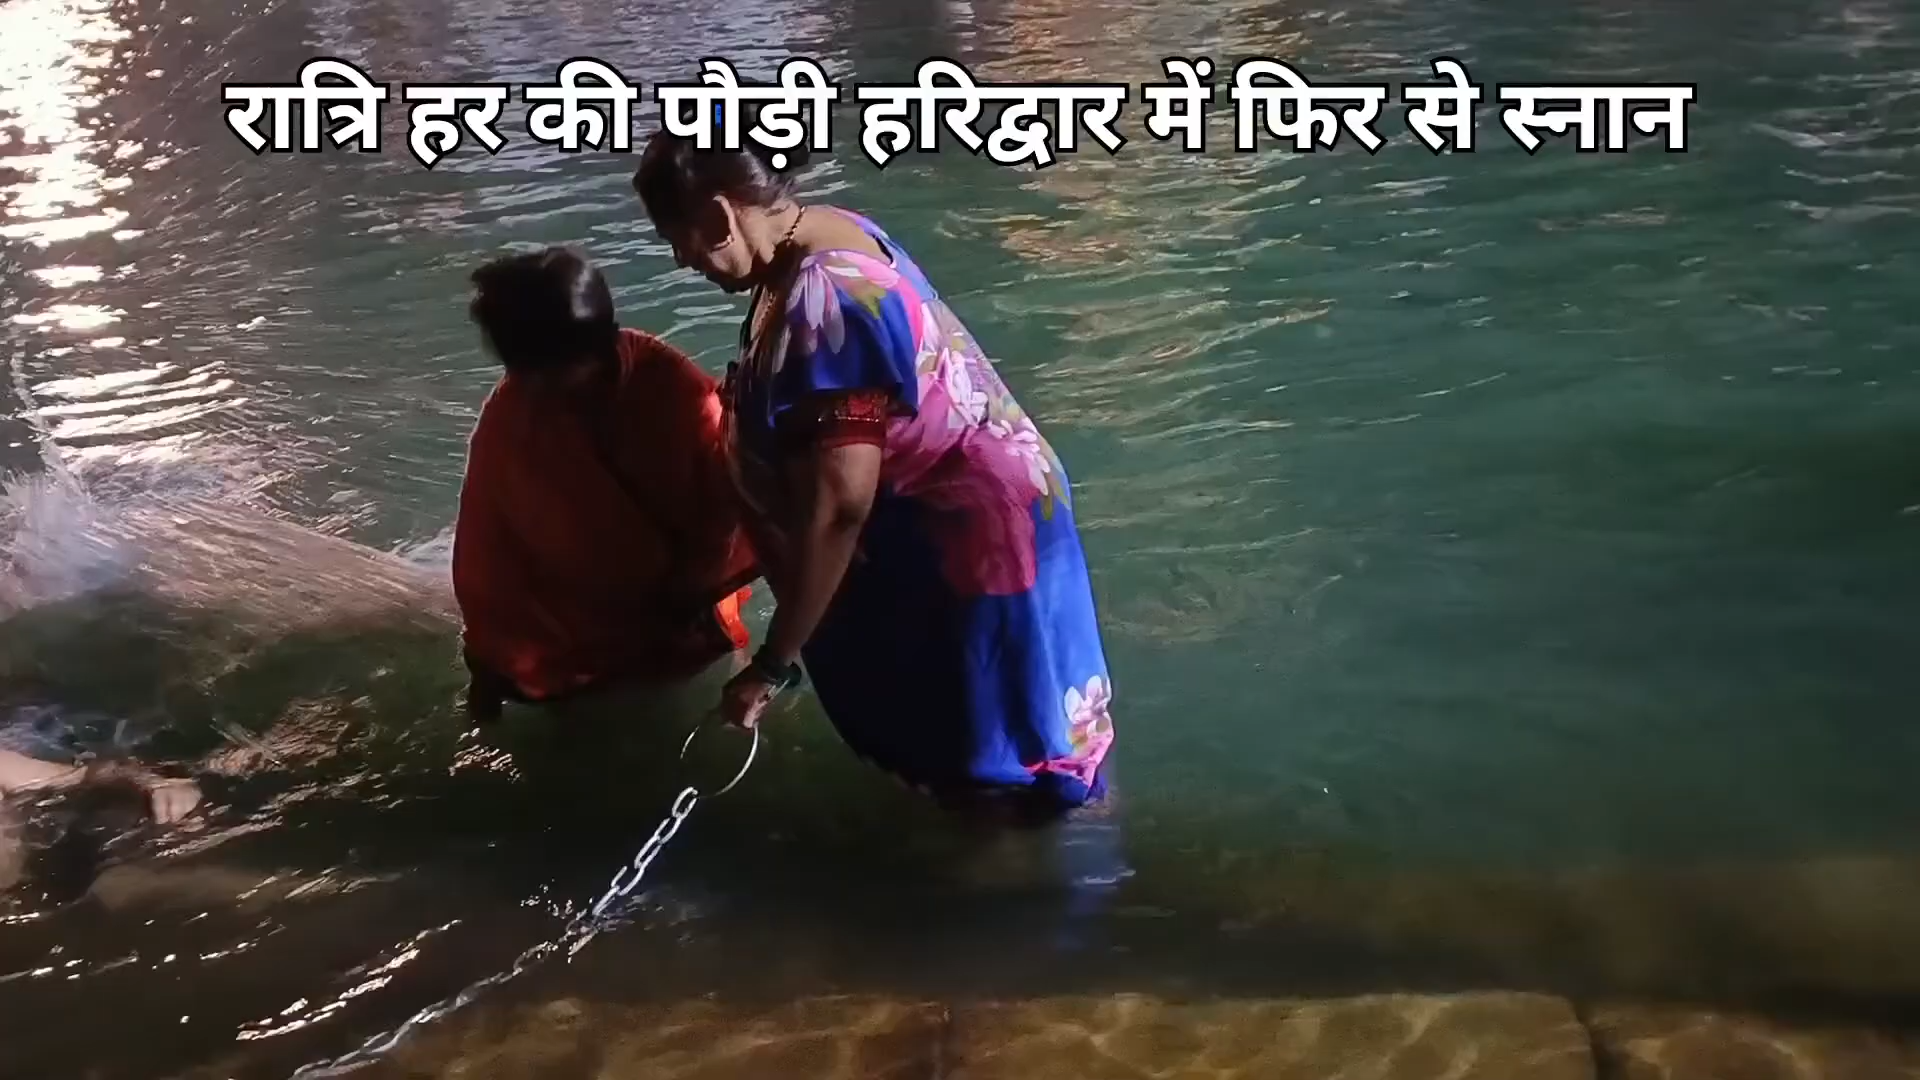 रात्रि हर की पौड़ी हरिद्वार में फिर से स्नान